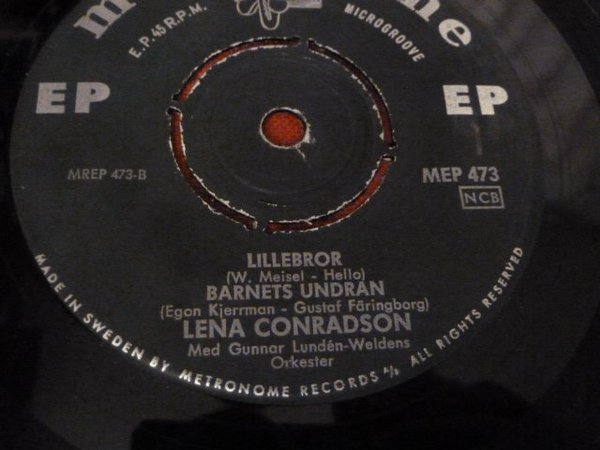 E.P. 45 R.P.M.
MICROGROOVE
EP
EP
MREP 473-B
MEP 473
NCB
LILLEBROR
(W. Meisel - Hello)
BARNETS UNDRAN
(Egon Kjerrman - Gustaf Färingborg)
LENA CONRADSON
Med Gunnar Lundén-Weldens
Orkester
MADE IN SWEDEN BY METRONOME RECORDS A/B ALL RIGHTS RESERVED